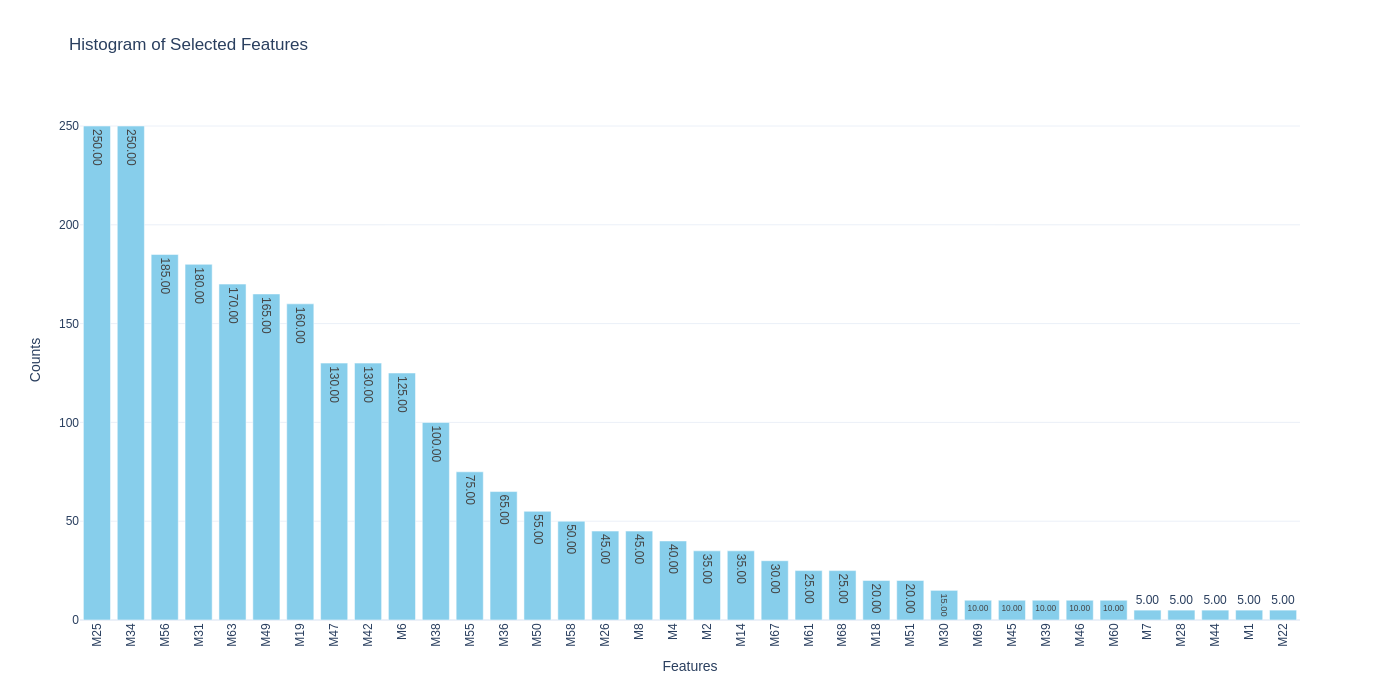 Histogram of Selected Features
250
200
150
100
50
0
Counts
250.00
250.00
185.00
180.00
170.00
165.00
160.00
130.00
130.00
125.00
100.00
75.00
65.00
55.00
50.00
45.00
45.00
40.00
35.00
35.00
30.00
25.00
25.00
20.00
20.00
15.00
10.00
10.00
10.00
10.00
10.00
5.00
5.00
5.00
5.00
5.00
M25
M34
M56
M31
M63
M49
M19
M47
M42
M6
M38
M55
M36
M50
M58
M26
M8
M4
M2
M14
M67
M61
M68
M18
M51
M30
M69
M45
M39
M46
M60
M7
M28
M44
M1
M22
Features